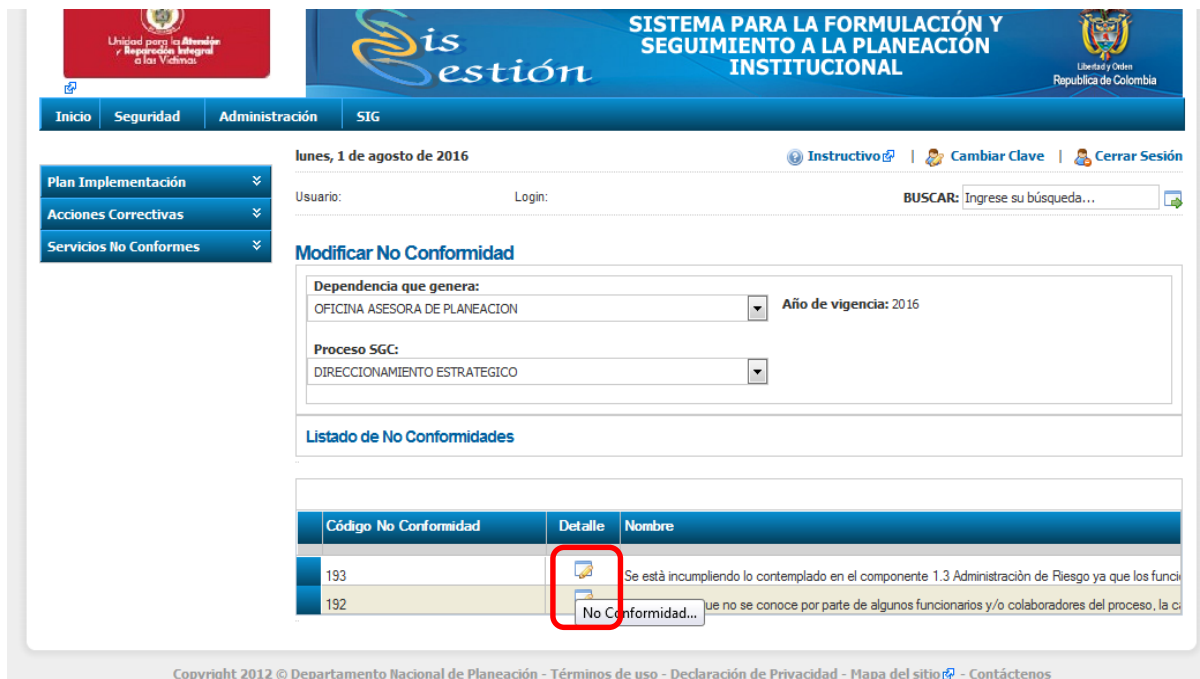 Unidad para la Atención
y Reparación Integral
a las Víctimas
Sis
Gestión
SISTEMA PARA LA FORMULACIÓN Y
SEGUIMIENTO A LA PLANEACIÓN
INSTITUCIONAL
Libertad y Orden
Republica de Colombia
Inicio Seguridad Administración SIG
lunes, 1 de agosto de 2016
Instructivo | Cambiar Clave | Cerrar Sesión
Plan Implementación
Acciones Correctivas
Servicios No Conformes
Usuario: Login: BUSCAR: Ingrese su búsqueda...
Modificar No Conformidad
Dependencia que genera:
OFICINA ASESORA DE PLANEACION
Año de vigencia: 2016
Proceso SGC:
DIRECCIONAMIENTO ESTRATEGICO
Listado de No Conformidades
Código No Conformidad Detalle Nombre
193 Se està incumpliendo lo contemplado en el componente 1.3 Administraciòn de Riesgo ya que los funci
192 ue no se conoce por parte de algunos funcionarios y/o colaboradores del proceso, la ca
No Conformidad...
Copyright 2012 © Departamento Nacional de Planeación - Términos de uso - Declaración de Privacidad - Mapa del sitio - Contáctenos